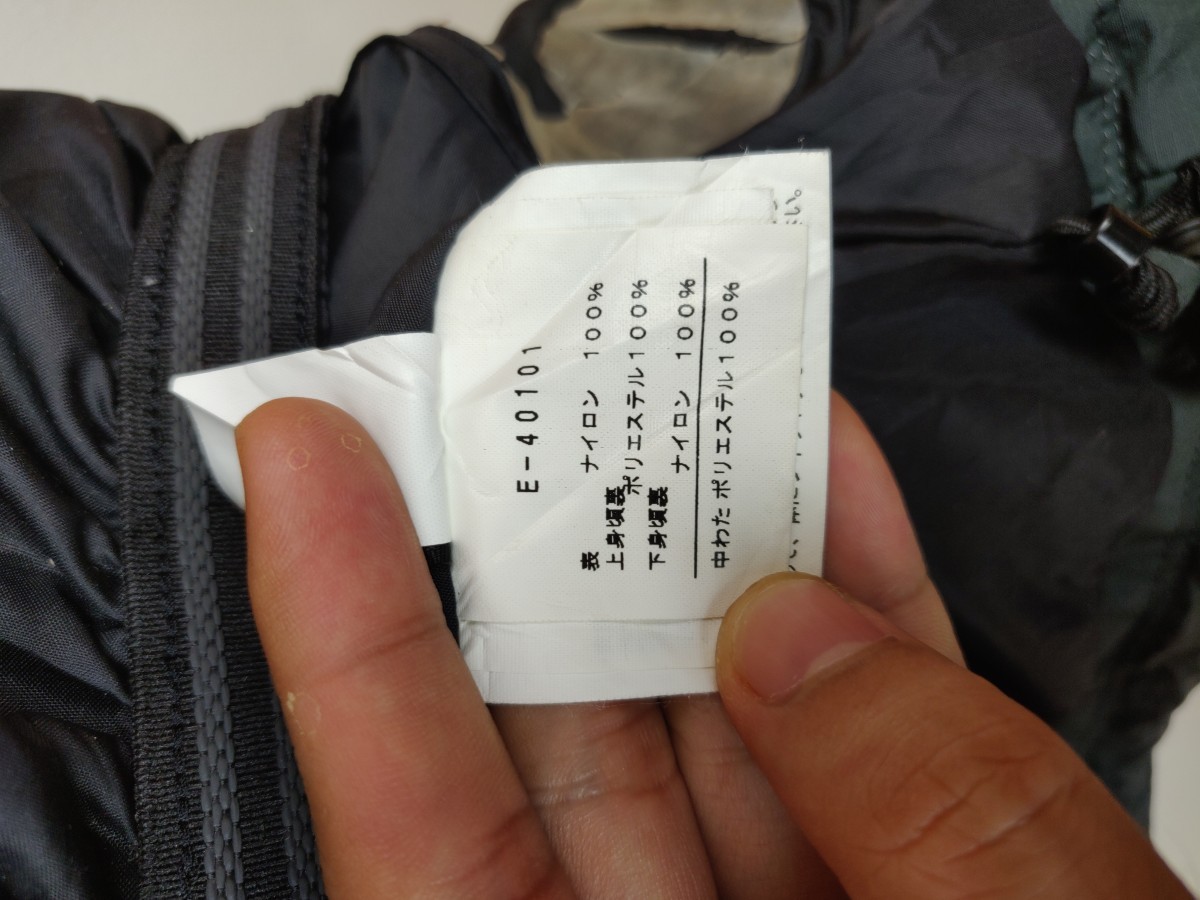 E-40101
表 ナイロン 100%
上身頃裏
ポリエステル100%
下身頃裏
ナイロン 100%
中わた ポリエステル100%